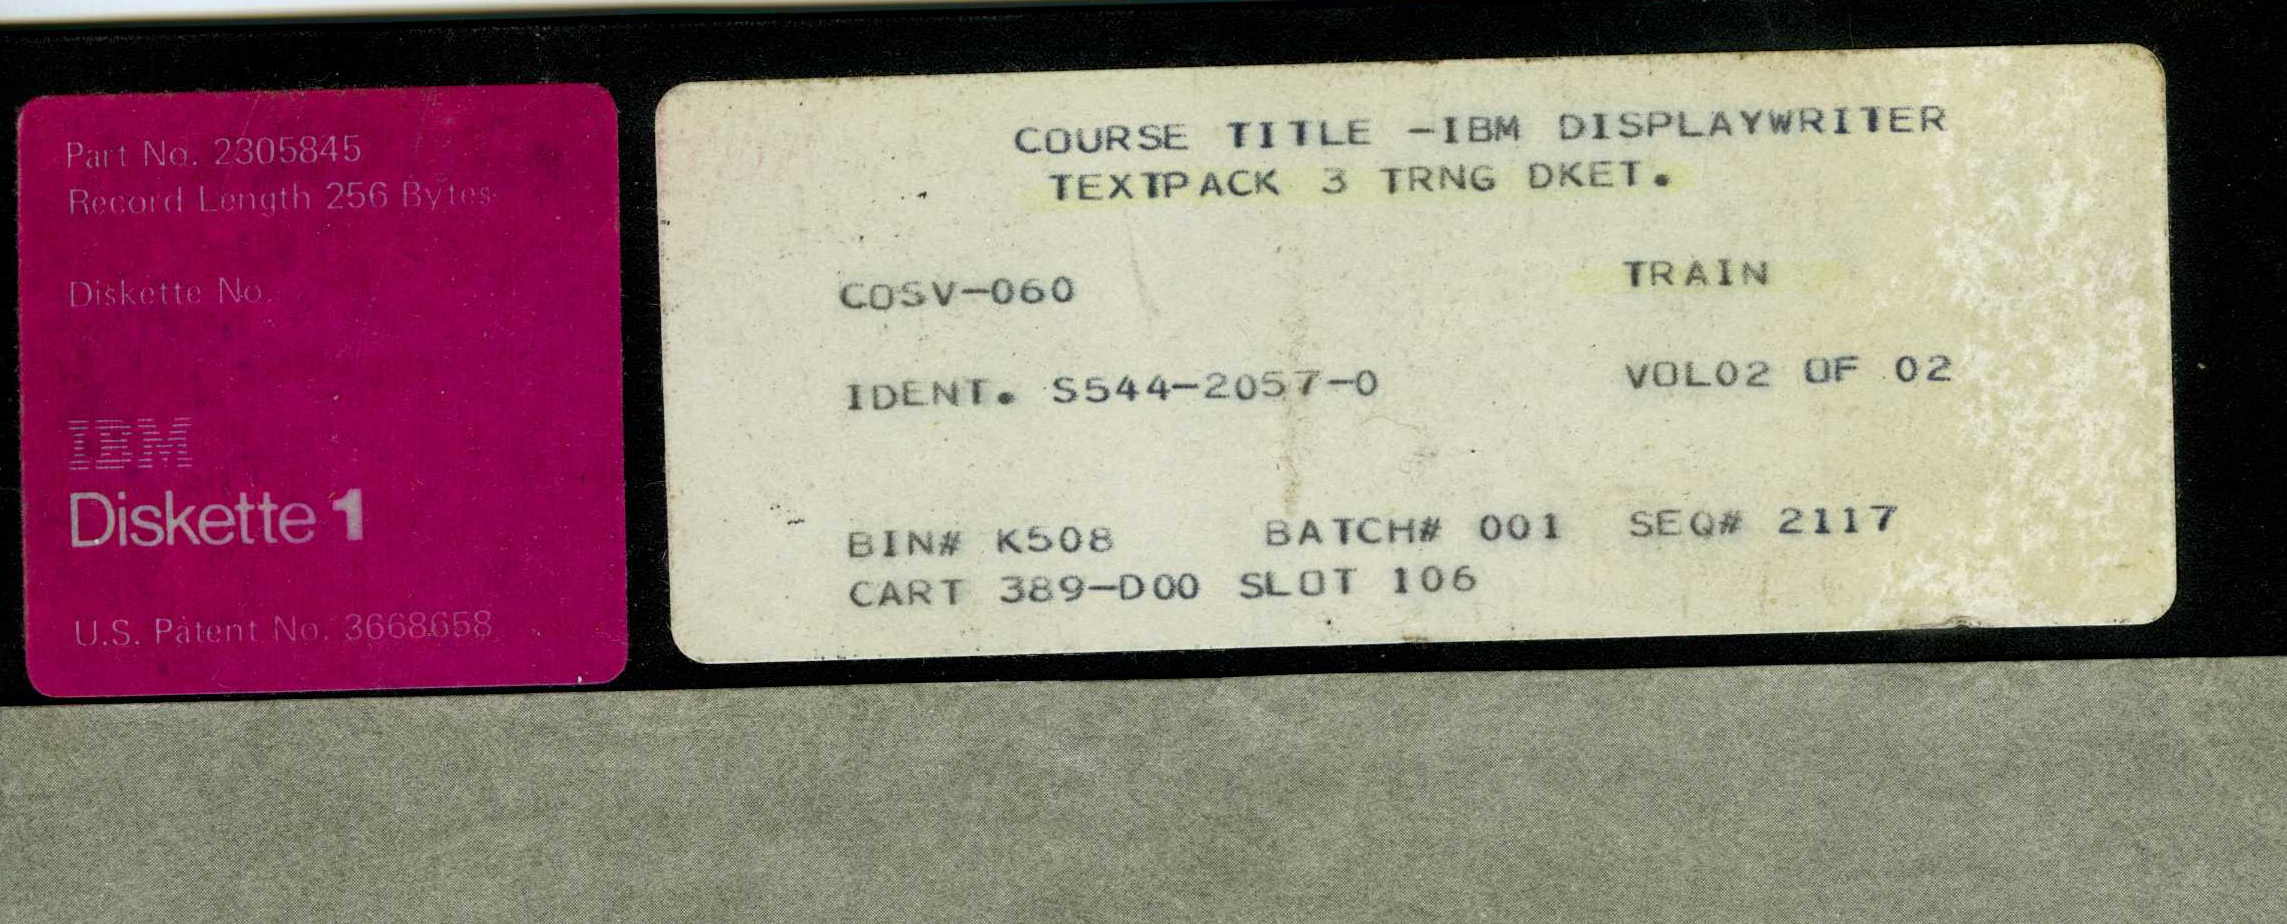 Part No. 2305845
Record Length 256 Bytes
Diskette No.
IBM
Diskette 1
U.S. Patent No. 3668658
COURSE TITLE -IBM DISPLAYWRITER
TEXTPACK 3 TRNG DKET.
COSV-060 TRAIN
IDENT. S544-2057-0 VOL02 OF 02
BIN# K508 BATCH# 001 SEQ# 2117
CART 389-D00 SLOT 106